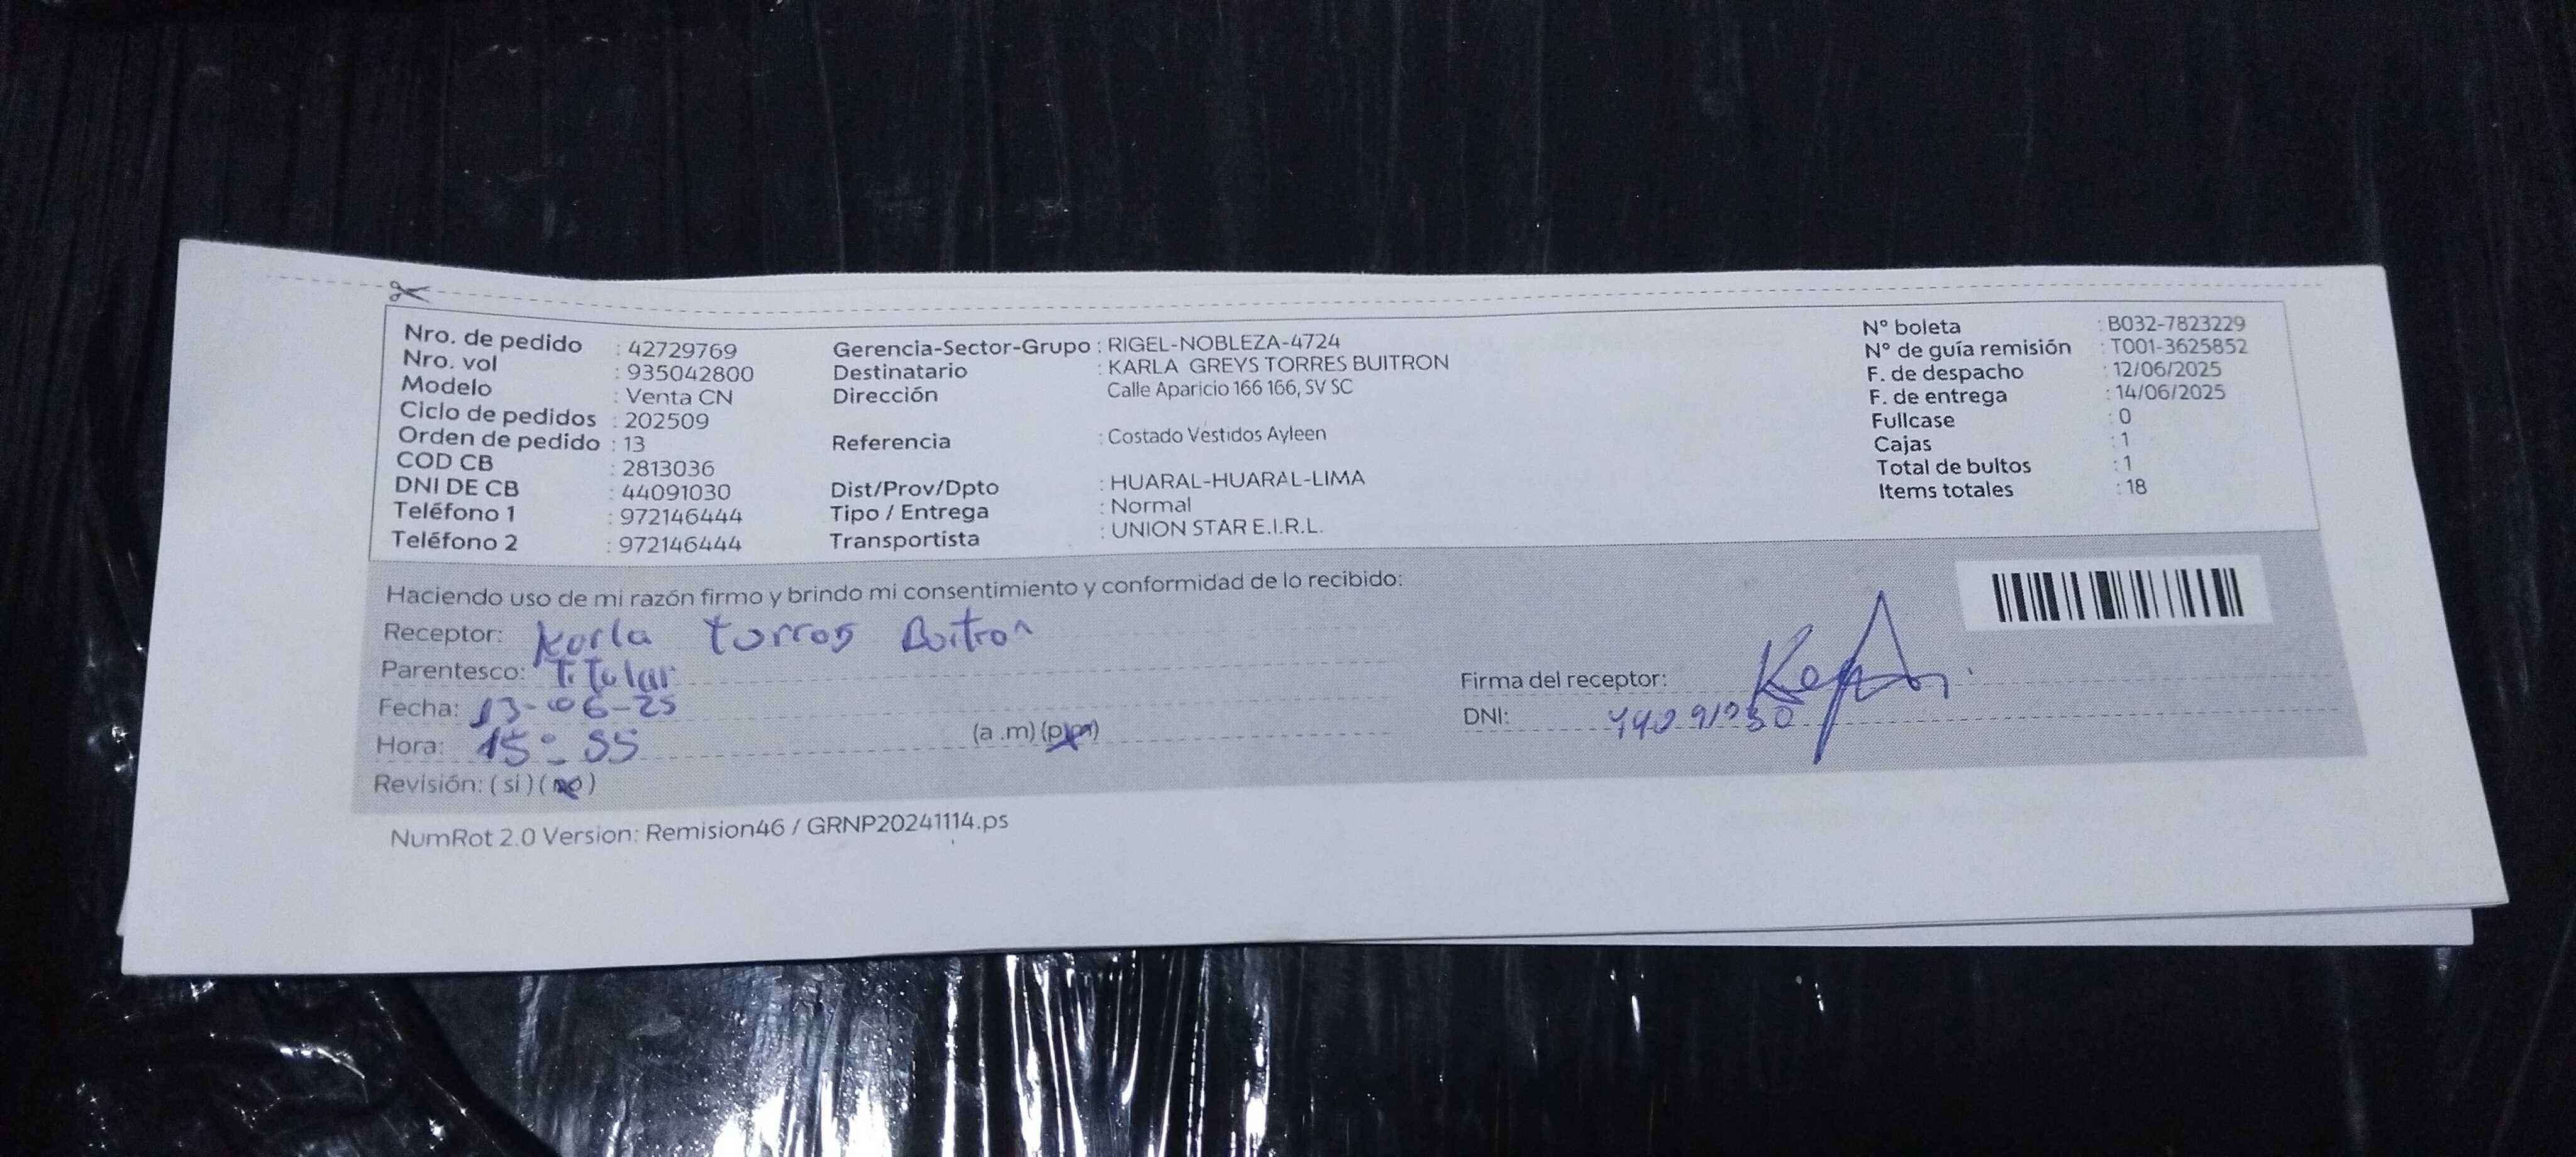 Nro. de pedido : 42729769
Nro. vol : 935042800
Modelo : Venta CN
Ciclo de pedidos : 202509
Orden de pedido : 13
COD CB : 2813036
DNI DE CB : 44091030
Teléfono 1 : 972146444
Teléfono 2 : 972146444
Gerencia-Sector-Grupo : RIGEL-NOBLEZA-4724
Destinatario : KARLA GREYS TORRES BUITRON
Dirección Calle Aparicio 166 166, SV SC
Referencia : Costado Vestidos Ayleen
Dist/Prov/Dpto : HUARAL-HUARAL-LIMA
Tipo / Entrega : Normal
Transportista : UNION STAR E.I.R.L.
N° boleta : B032-7823229
N° de guía remisión : T001-3625852
F. de despacho : 12/06/2025
F. de entrega : 14/06/2025
Fullcase : 0
Cajas : 1
Total de bultos : 1
Items totales : 18
Haciendo uso de mi razón firmo y brindo mi consentimiento y conformidad de lo recibido:
Receptor: Karla Torres Buitron
Parentesco: Titular
Fecha: 13-06-25
Hora: 15:55 (a .m) (p.m)
Revisión: ( si ) ( no )
Firma del receptor:
DNI: 44091030
NumRot 2.0 Version: Remision46 / GRNP20241114.ps